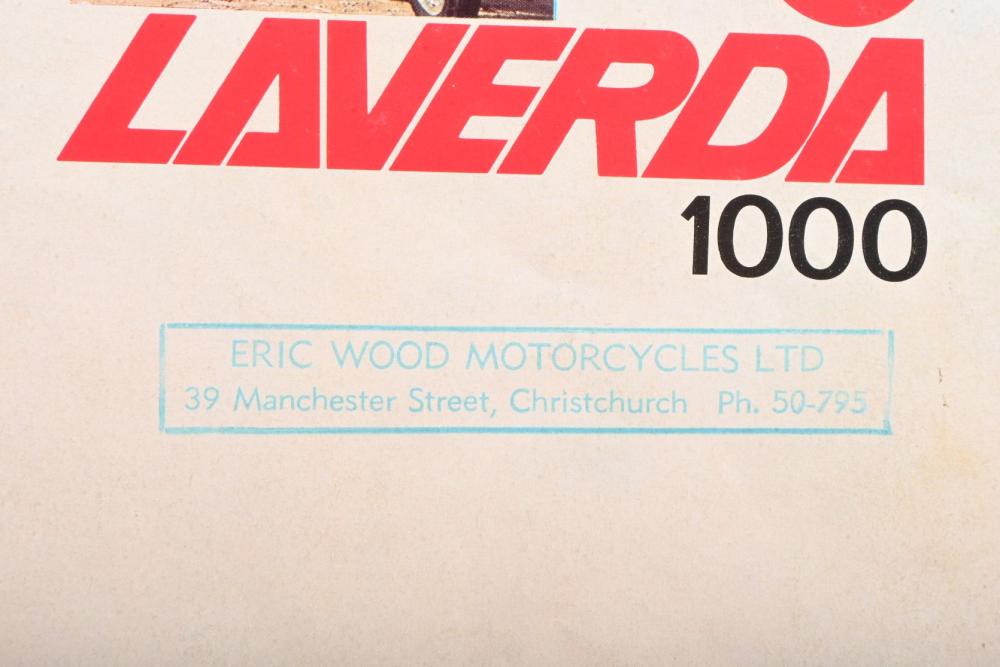 LAVERDA
1000
ERIC WOOD MOTORCYCLES LTD
39 Manchester Street, Christchurch Ph. 50-795